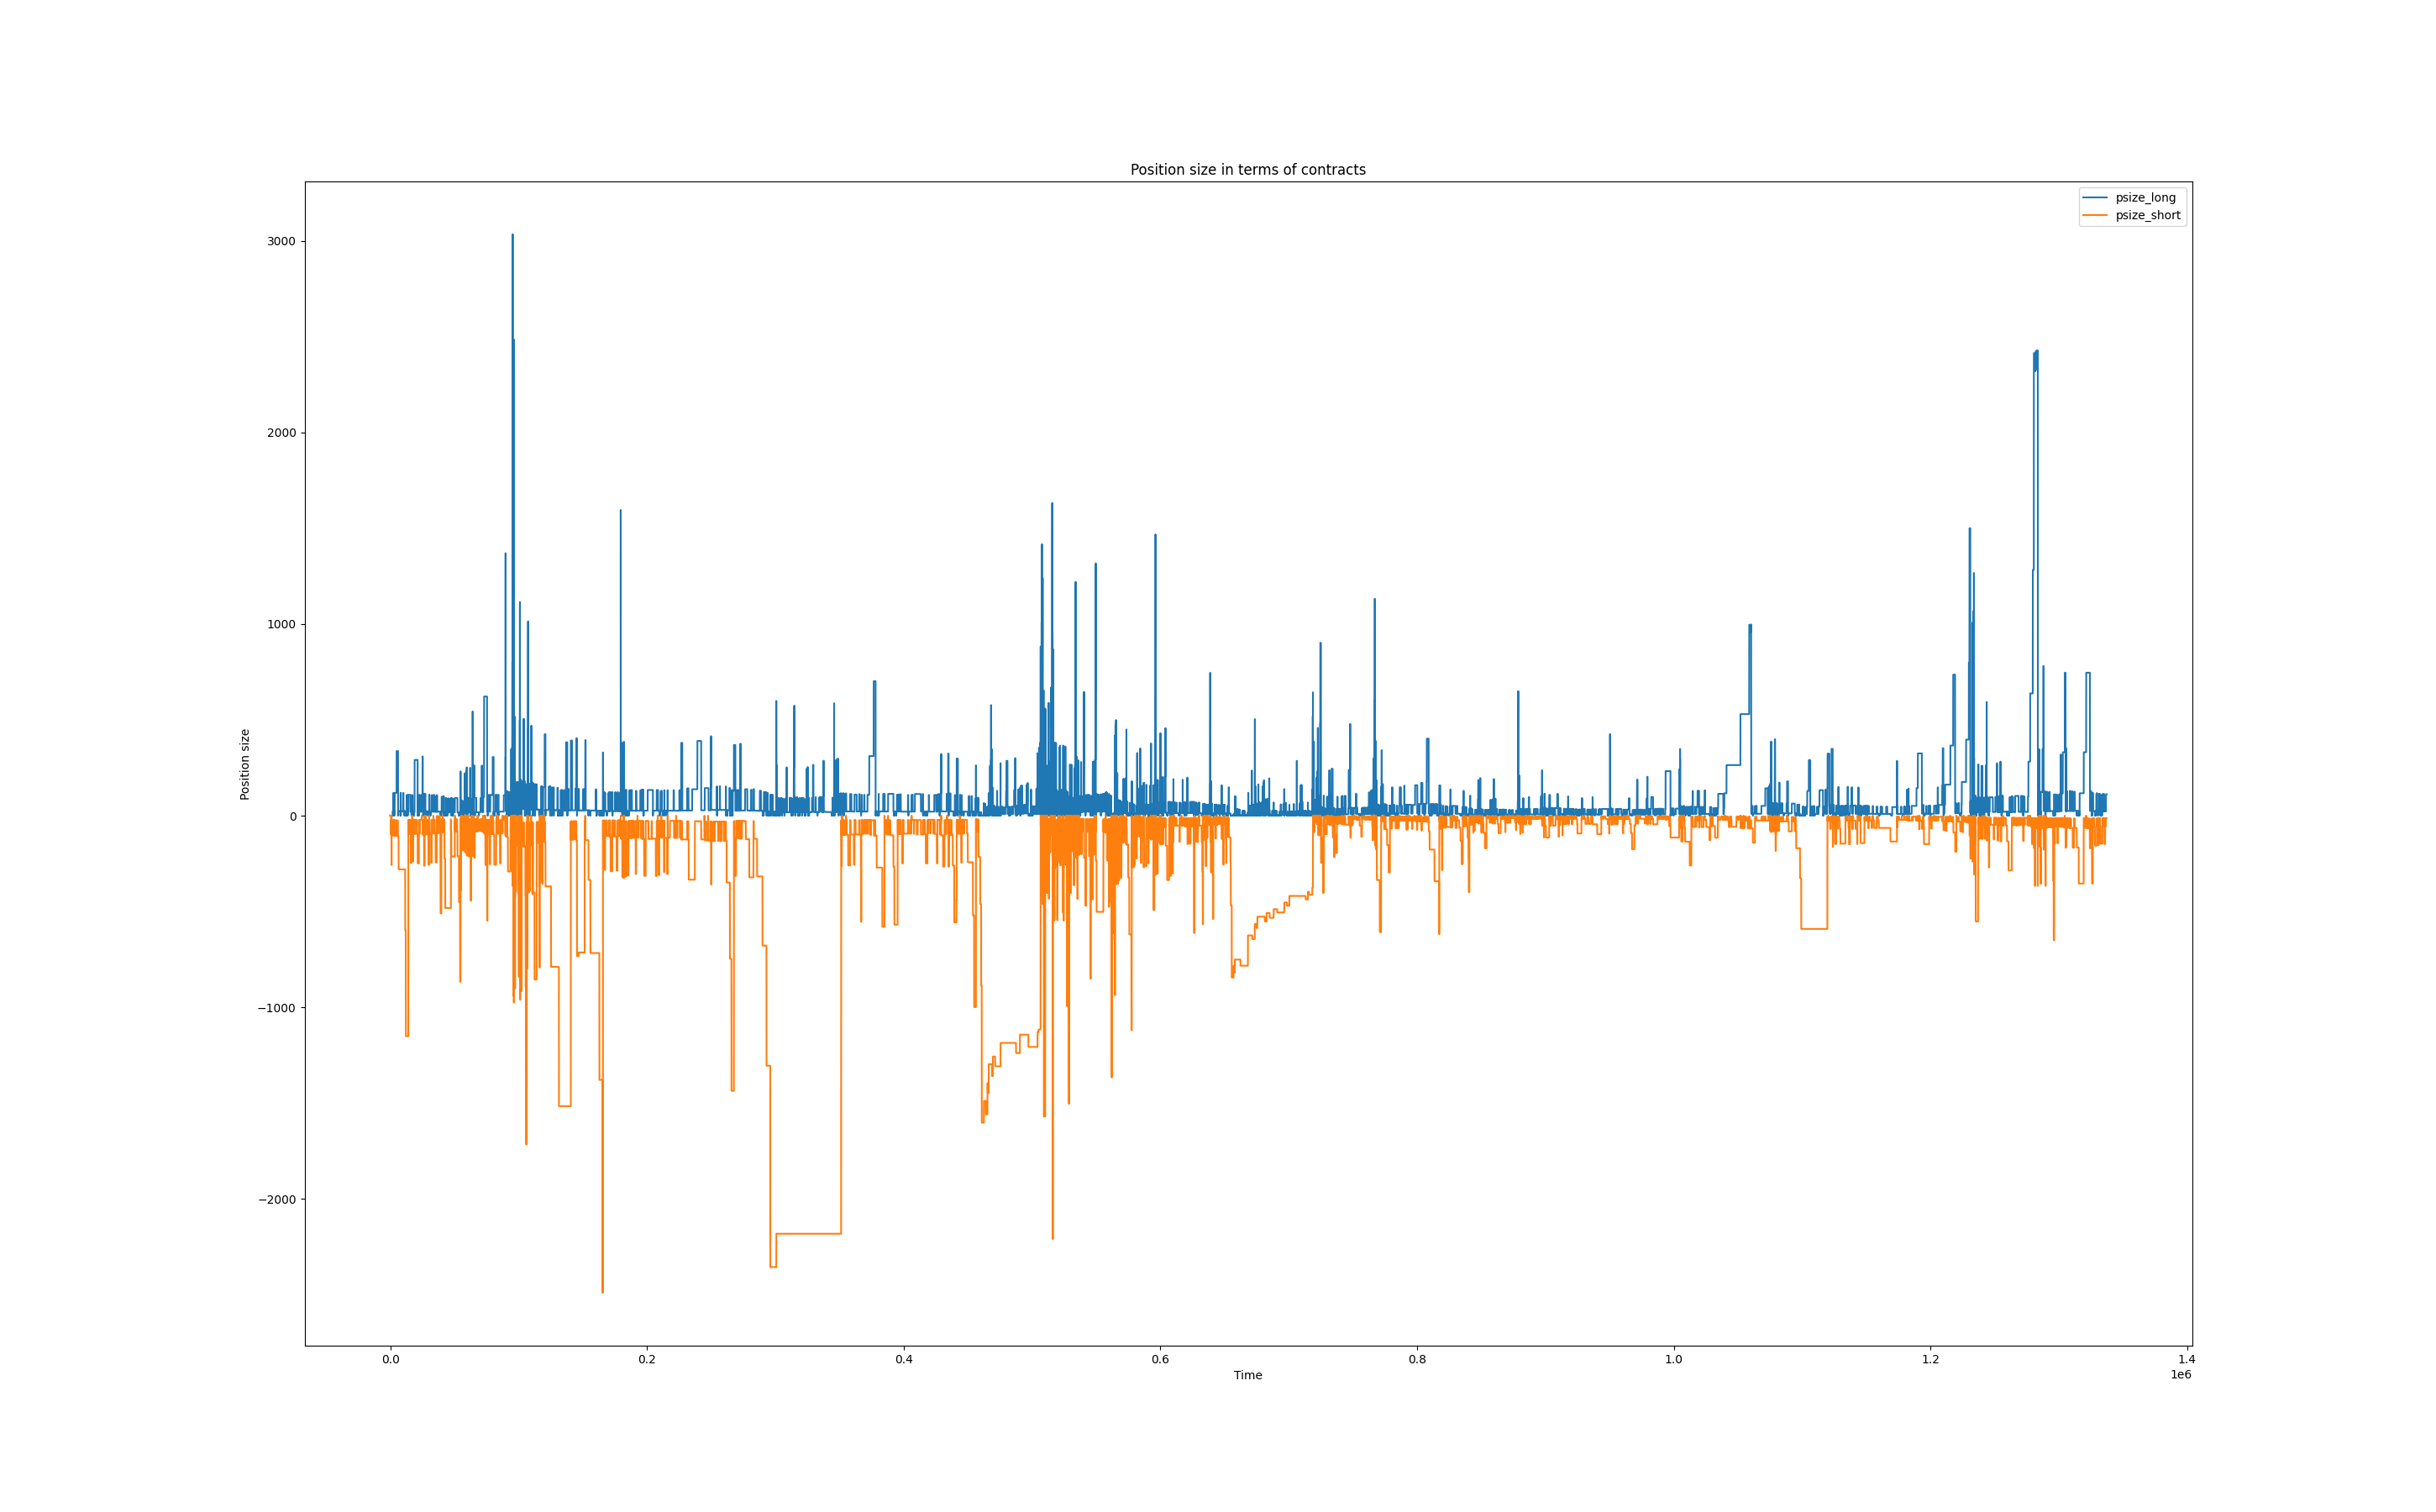 Position size in terms of contracts
psize_long
psize_short
3000
2000
1000
0
−1000
−2000
Position size
0.0
0.2
0.4
0.6
0.8
1.0
1.2
1.4
1e6
Time